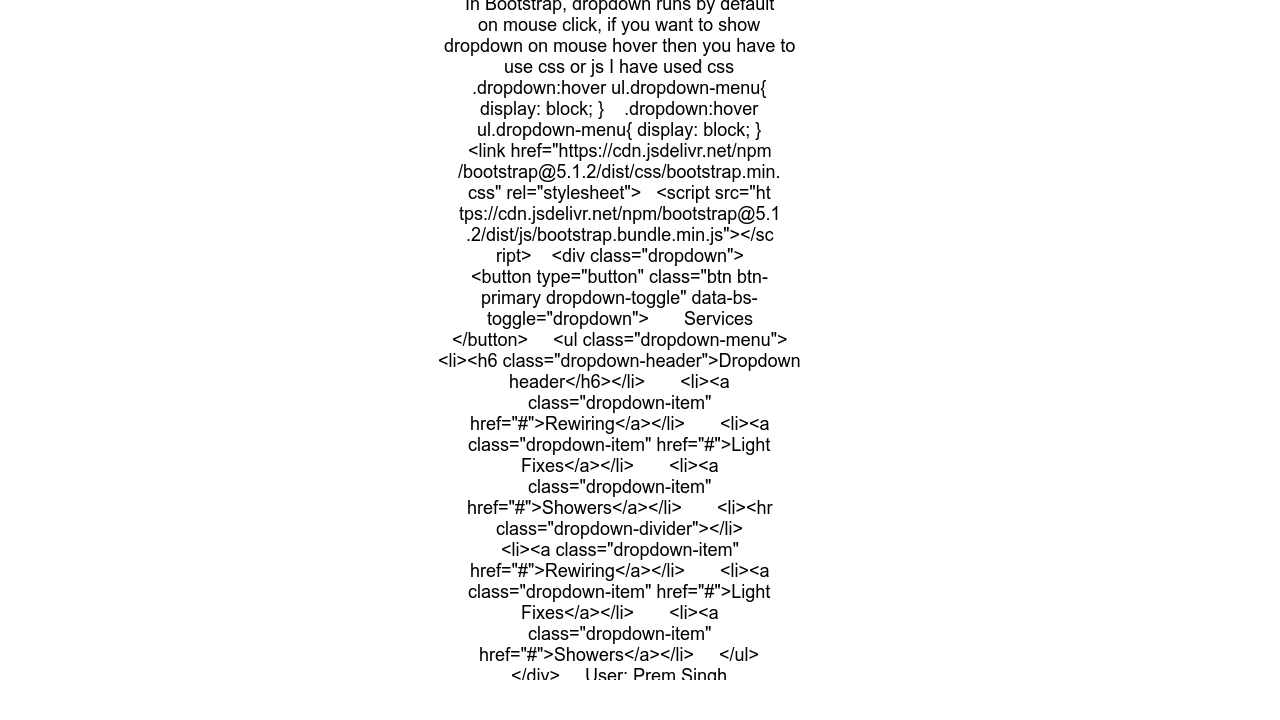 In Bootstrap, dropdown runs by default
on mouse click, if you want to show
dropdown on mouse hover then you have to
use css or js I have used css
.dropdown:hover ul.dropdown-menu{
display: block; }    .dropdown:hover
ul.dropdown-menu{ display: block; }
<link href="https://cdn.jsdelivr.net/npm
/bootstrap@5.1.2/dist/css/bootstrap.min.
css" rel="stylesheet">   <script src="ht
tps://cdn.jsdelivr.net/npm/bootstrap@5.1
.2/dist/js/bootstrap.bundle.min.js"></sc
ript>    <div class="dropdown">
<button type="button" class="btn btn-
primary dropdown-toggle" data-bs-
toggle="dropdown">       Services
</button>     <ul class="dropdown-menu">
<li><h6 class="dropdown-header">Dropdown
header</h6></li>       <li><a
class="dropdown-item"
href="#">Rewiring</a></li>       <li><a
class="dropdown-item" href="#">Light
Fixes</a></li>       <li><a
class="dropdown-item"
href="#">Showers</a></li>       <li><hr
class="dropdown-divider"></li>
<li><a class="dropdown-item"
href="#">Rewiring</a></li>       <li><a
class="dropdown-item" href="#">Light
Fixes</a></li>       <li><a
class="dropdown-item"
href="#">Showers</a></li>     </ul>
</div>     User: Prem Singh